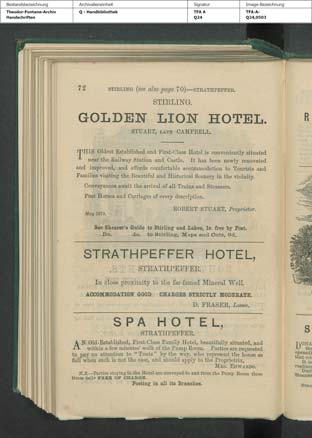 Bestandsbezeichnung Archivalieneinheit Signatur Image-Bezeichnung
Theodor-Fontane-Archiv Q - Handbibliothek TFA A TFA-A-
Handschriften Q24 Q24,0503
72 STIRLING (see also page 70)—STRATHPEFFER.
STIRLING.
GOLDEN LION HOTEL.
STUART, LATE CAMPBELL.
THIS Oldest Established and First-Class Hotel is conveniently situated
near the Railway Station and Castle. It has been newly renovated
and improved, and affords comfortable accommodation to Tourists and
Families visiting the Beautiful and Historical Scenery in the vicinity.
Conveyances await the arrival of all Trains and Steamers.
Post Horses and Carriages of every description.
ROBERT STUART, Proprietor.
May
See Shearer's Guide to Stirling and Lakes, 1s. free by Post.
Do. do. to Stirling, Maps and Cuts, 6d.
STRATHPEFFER HOTEL,
STRATHPEFFER.
In close proximity to the far-famed Mineral Well.
ACCOMMODATION GOOD. CHARGES STRICTLY MODERATE.
D. FRASER, Lessee.
SPA HOTEL,
STRATHPEFFER.
AN Old-Established, First-Class Family Hotel, beautifully situated, and
within a few minutes' walk of the Pump Room. Parties are requested
to pay no attention to "Touts" by the way, who represent the house as
full when such is not the case, and should apply to the Proprietrix,
Mrs. EDWARDS.
N.B.—Parties staying in the Hotel are conveyed to and from the Pump Room three
times daily FREE OF CHARGE.
Posting in all its Branches.